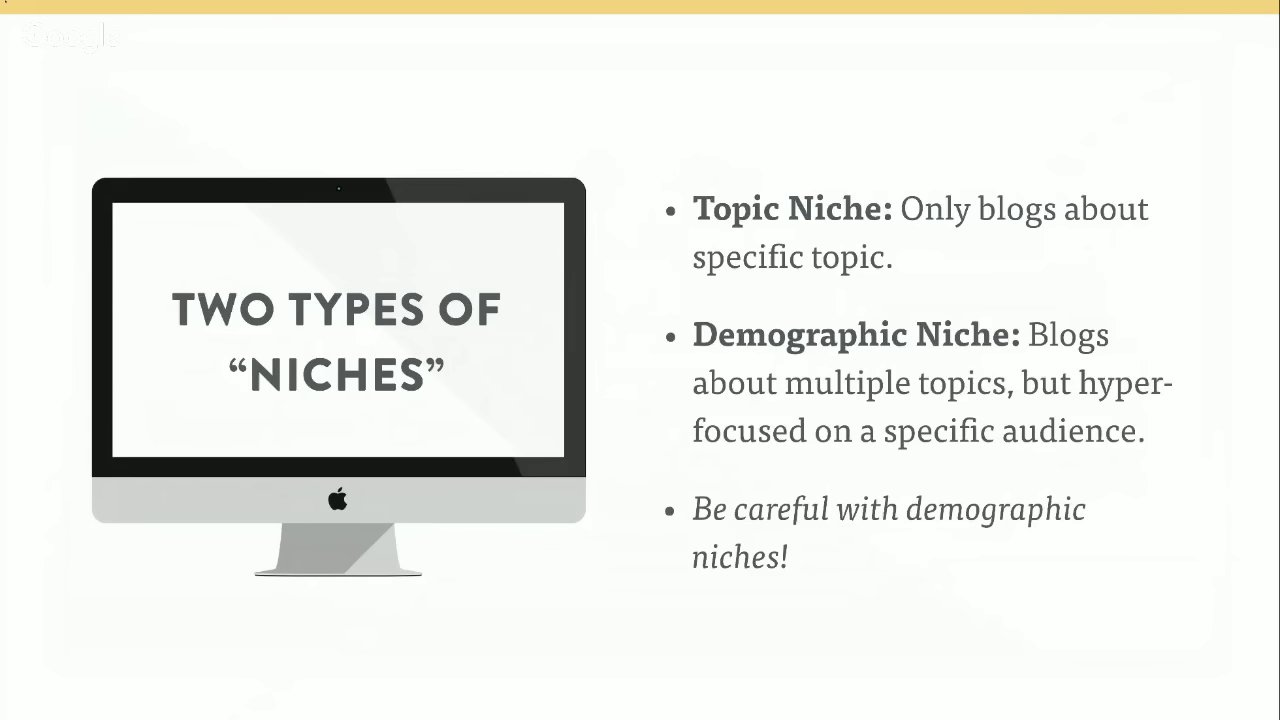 TWO TYPES OF
“NICHES”
• Topic Niche: Only blogs about
specific topic.
• Demographic Niche: Blogs
about multiple topics, but hyper-
focused on a specific audience.
• Be careful with demographic
niches!